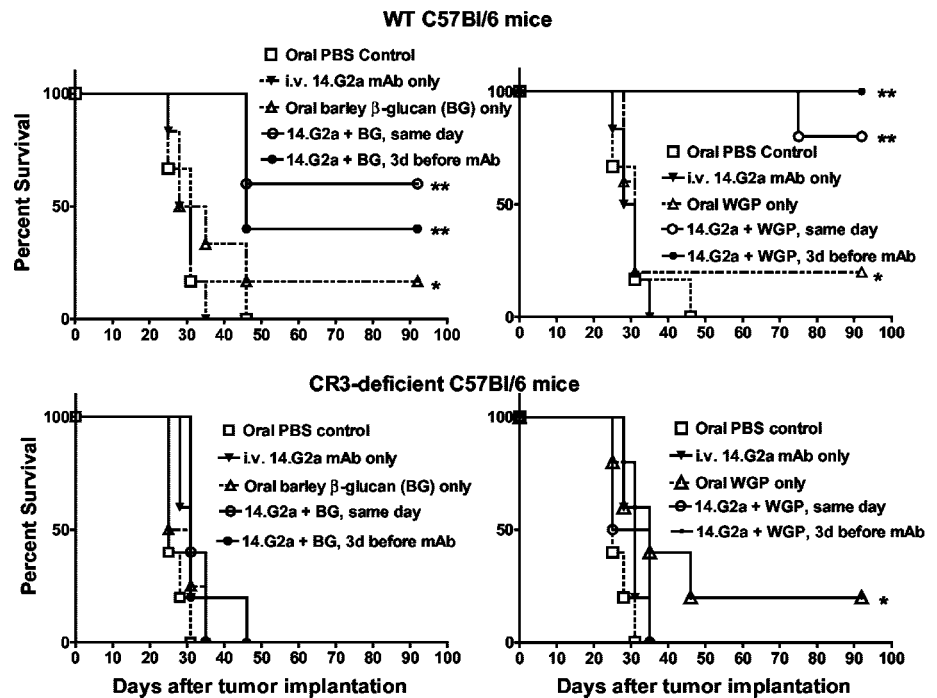 WT C57Bl/6 mice
Percent Survival
100
50
0
0 10 20 30 40 50 60 70 80 90 100
Oral PBS Control
i.v. 14.G2a mAb only
Oral barley β-glucan (BG) only
14.G2a + BG, same day
14.G2a + BG, 3d before mAb
**
**
*
100
50
0
0 10 20 30 40 50 60 70 80 90 100
Oral PBS Control
i.v. 14.G2a mAb only
Oral WGP only
14.G2a + WGP, same day
14.G2a + WGP, 3d before mAb
**
**
*
CR3-deficient C57Bl/6 mice
Percent Survival
100
50
0
0 10 20 30 40 50 60 70 80 90 100
Days after tumor implantation
Oral PBS control
i.v. 14.G2a mAb only
Oral barley β-glucan (BG) only
14.G2a + BG, same day
14.G2a + BG, 3d before mAb
100
50
0
0 10 20 30 40 50 60 70 80 90 100
Days after tumor implantation
Oral PBS control
i.v. 14.G2a mAb only
Oral WGP only
14.G2a + WGP, same day
14.G2a + WGP, 3d before mAb
*